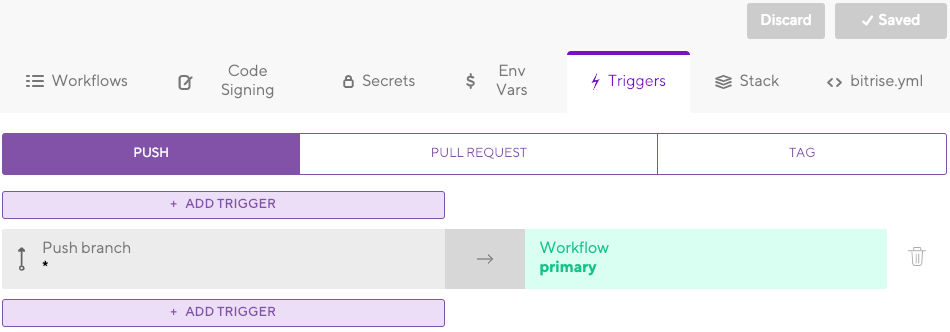 Discard
Saved
Workflows
Code
Signing
Secrets
$
Env
Vars
Triggers
Stack
<> bitrise.yml
PUSH
PULL REQUEST
TAG
+ ADD TRIGGER
Push branch
*
→
Workflow
primary
+ ADD TRIGGER